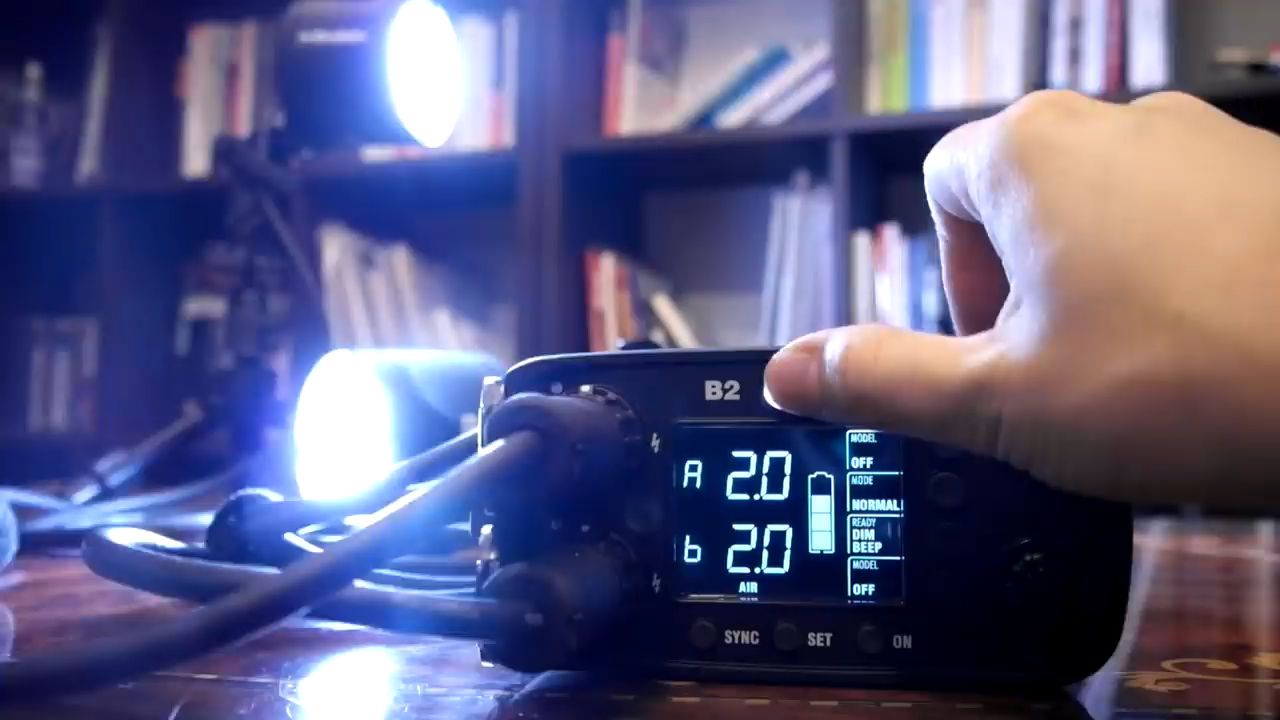 B2
A 2.0
b 2.0
AIR
MODEL
OFF
MODE
NORMAL
READY
DIM
BEEP
MODEL
OFF
SYNC SET ON